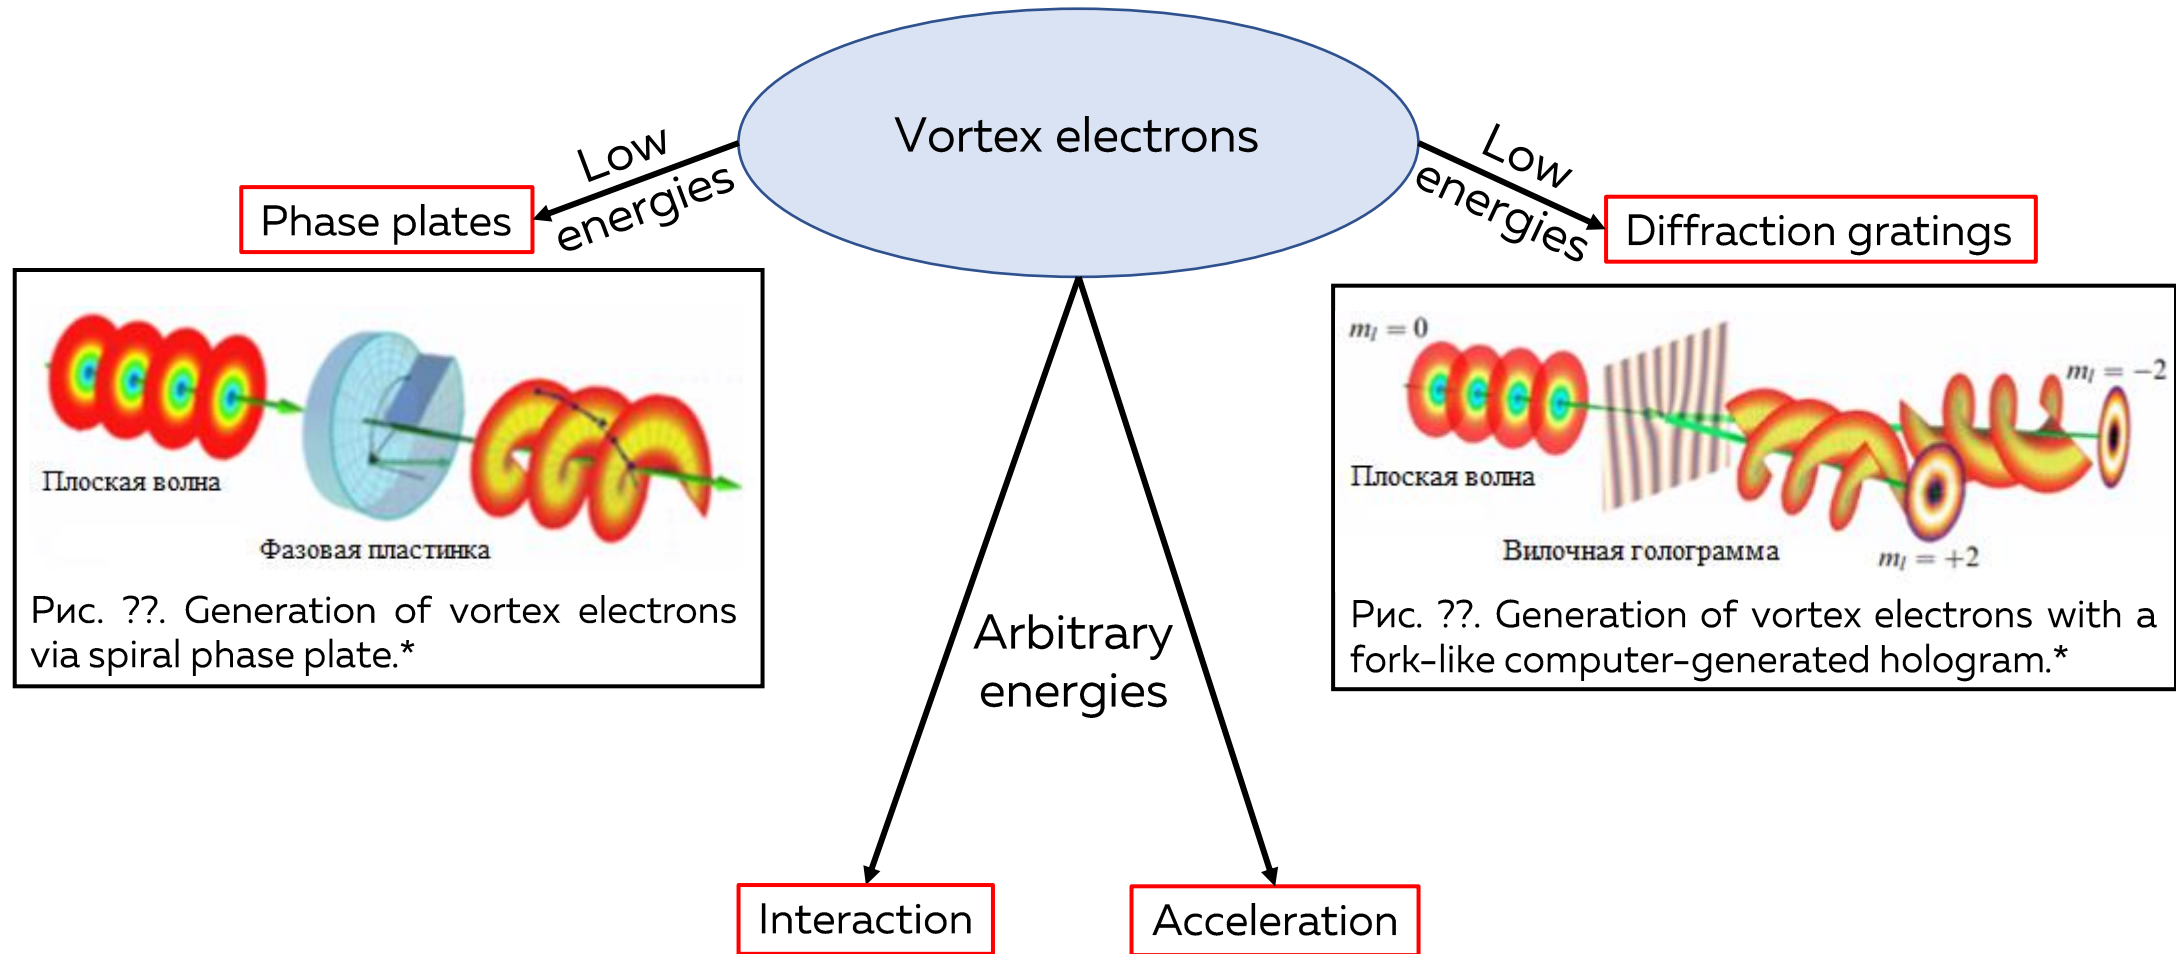 Vortex electrons
Low
energies
Low
energies
Phase plates
Diffraction gratings
Плоская волна
Фазовая пластинка
Рис. ??. Generation of vortex electrons
via spiral phase plate.*
m_l = 0
m_l = −2
Плоская волна
Вилочная голограмма
m_l = +2
Рис. ??. Generation of vortex electrons with a
fork-like computer-generated hologram.*
Arbitrary
energies
Interaction
Acceleration